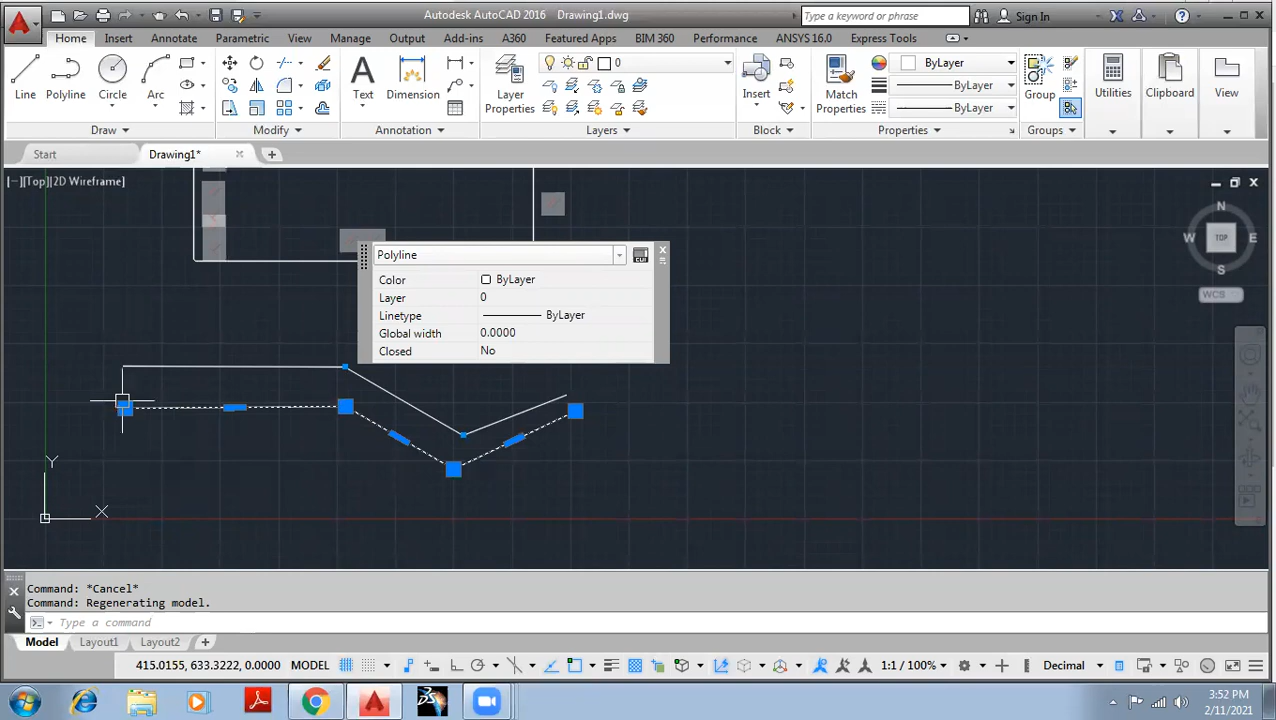 Autodesk AutoCAD 2016 Drawing1.dwg
Type a keyword or phrase
Sign In
Home Insert Annotate Parametric View Manage Output Add-ins A360 Featured Apps BIM 360 Performance ANSYS 16.0 Express Tools
Line Polyline Circle Arc
Text Dimension
Layer Properties
0
Insert
Match Properties
ByLayer
ByLayer
ByLayer
Group Utilities Clipboard View
Draw Modify Annotation Layers Block Properties Groups
Start Drawing1*
[−][Top][2D Wireframe]
N
W TOP E
S
WCS
Polyline
CUI
Color ByLayer
Layer 0
Linetype ByLayer
Global width 0.0000
Closed No
Y
X
Command: *Cancel*
Command: Regenerating model.
Type a command
Model Layout1 Layout2
415.0155, 633.3222, 0.0000 MODEL 1:1 / 100% Decimal
3:52 PM
2/11/2021